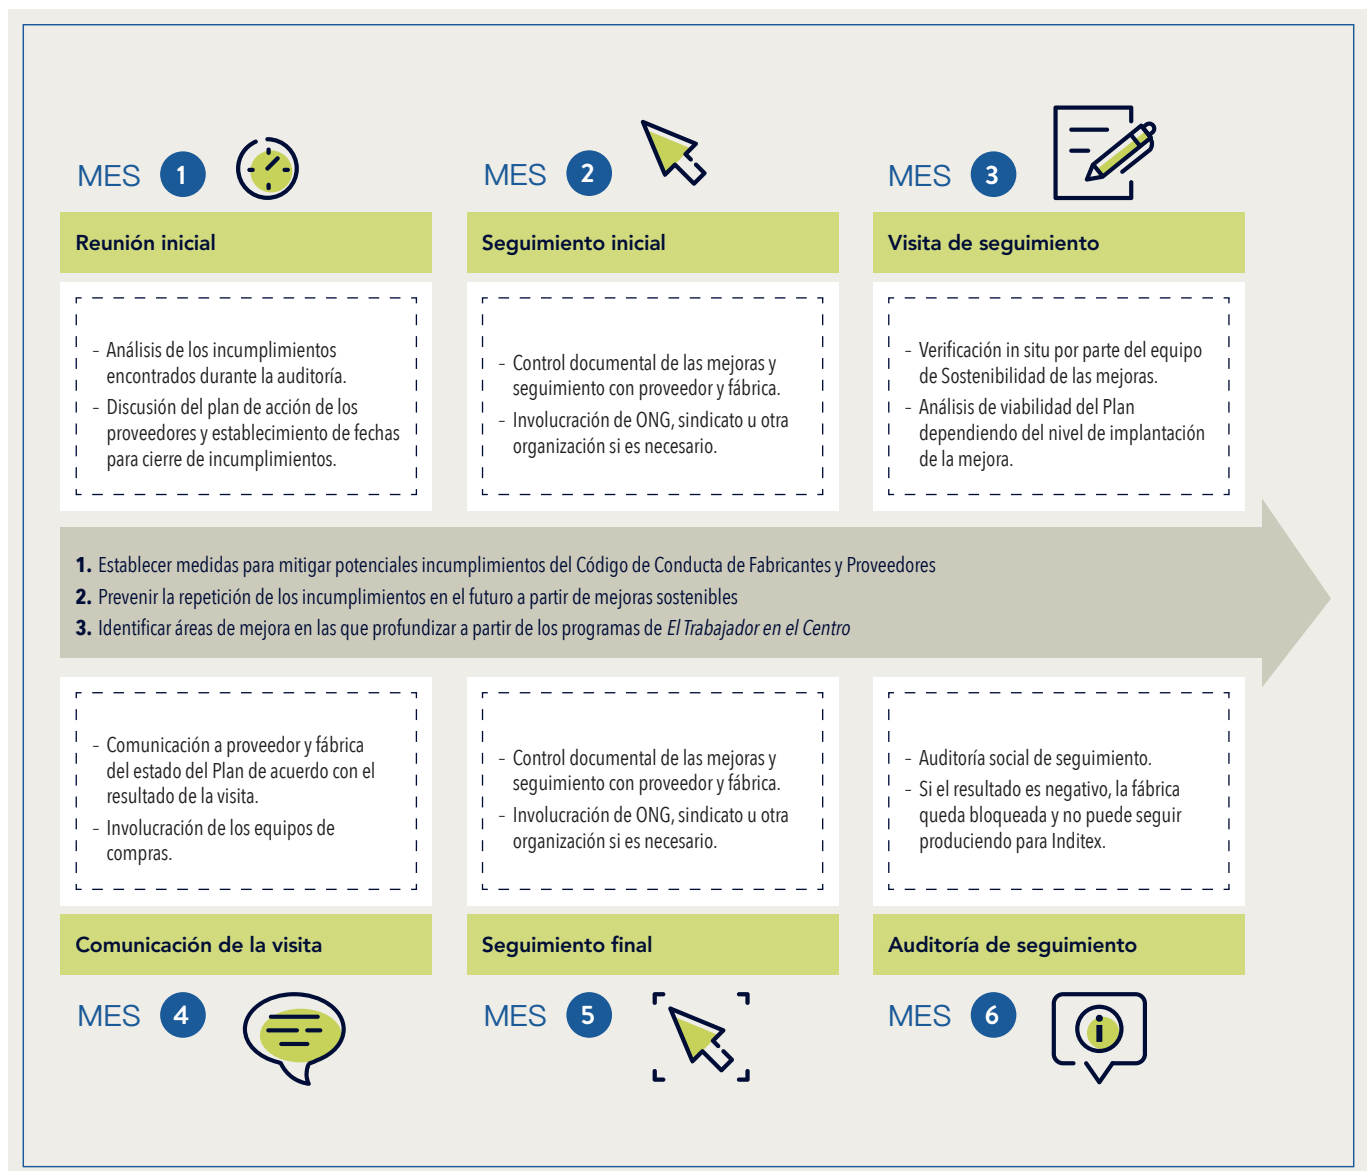 MES 1
Reunión inicial
– Análisis de los incumplimientos
encontrados durante la auditoría.
– Discusión del plan de acción de los
proveedores y establecimiento de fechas
para cierre de incumplimientos.
MES 2
Seguimiento inicial
– Control documental de las mejoras y
seguimiento con proveedor y fábrica.
– Involucración de ONG, sindicato u otra
organización si es necesario.
MES 3
Visita de seguimiento
– Verificación in situ por parte del equipo
de Sostenibilidad de las mejoras.
– Análisis de viabilidad del Plan
dependiendo del nivel de implantación
de la mejora.
1. Establecer medidas para mitigar potenciales incumplimientos del Código de Conducta de Fabricantes y Proveedores
2. Prevenir la repetición de los incumplimientos en el futuro a partir de mejoras sostenibles
3. Identificar áreas de mejora en las que profundizar a partir de los programas de El Trabajador en el Centro
– Comunicación a proveedor y fábrica
del estado del Plan de acuerdo con el
resultado de la visita.
– Involucración de los equipos de
compras.
Comunicación de la visita
MES 4
– Control documental de las mejoras y
seguimiento con proveedor y fábrica.
– Involucración de ONG, sindicato u otra
organización si es necesario.
Seguimiento final
MES 5
– Auditoría social de seguimiento.
– Si el resultado es negativo, la fábrica
queda bloqueada y no puede seguir
produciendo para Inditex.
Auditoría de seguimiento
MES 6